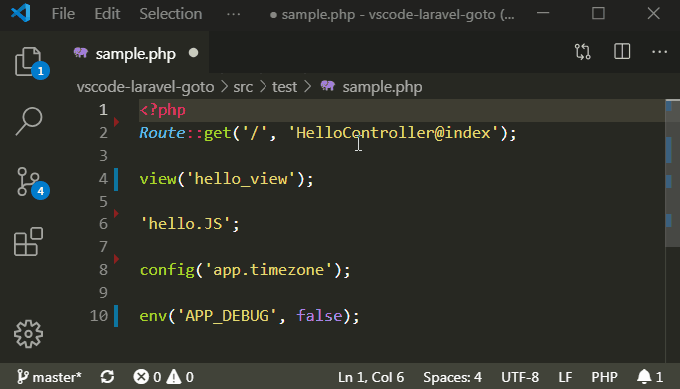 File Edit Selection ··· ● sample.php - vscode-laravel-goto (...
sample.php ●
vscode-laravel-goto > src > test > sample.php
1 <?php
2 Route::get('/', 'HelloController@index');
3
4 view('hello_view');
5
6 'hello.JS';
7
8 config('app.timezone');
9
10 env('APP_DEBUG', false);
1
4
master* 0 0 Ln 1, Col 6 Spaces: 4 UTF-8 LF PHP 1